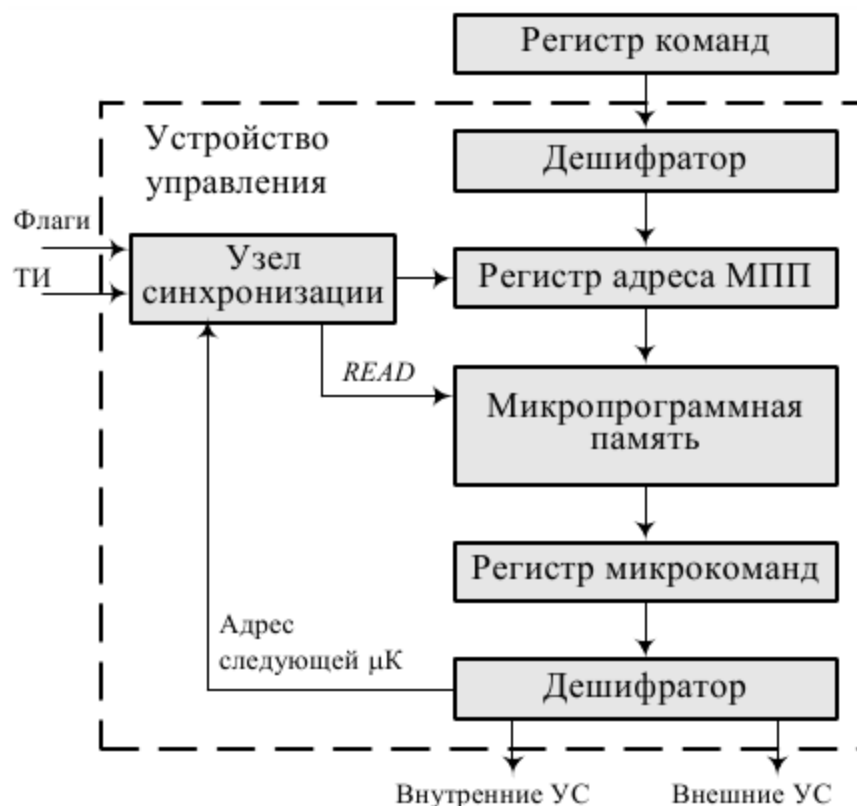 Регистр команд
Устройство
управления
Дешифратор
Флаги
ТИ
Узел
синхронизации
Регистр адреса МПП
READ
Микропрограммная
память
Регистр микрокоманд
Адрес
следующей μК
Дешифратор
Внутренние УС
Внешние УС